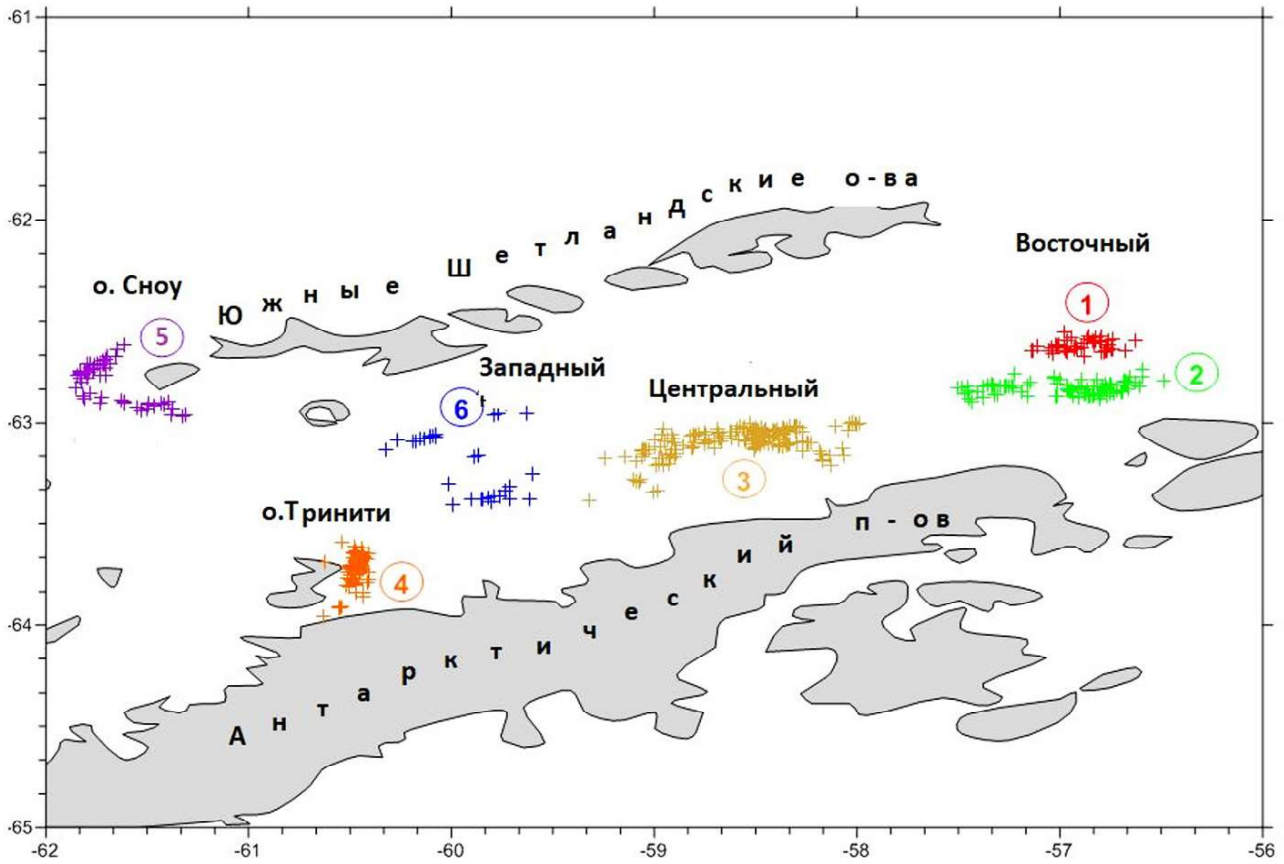 -61
-62
-63
-64
-65
Южные Шетландские о-ва
Восточный
1
2
о. Сноу
5
Западный
6
Центральный
3
о.Тринити
4
Антарктический п-ов
-62 -61 -60 -59 -58 -57 -56